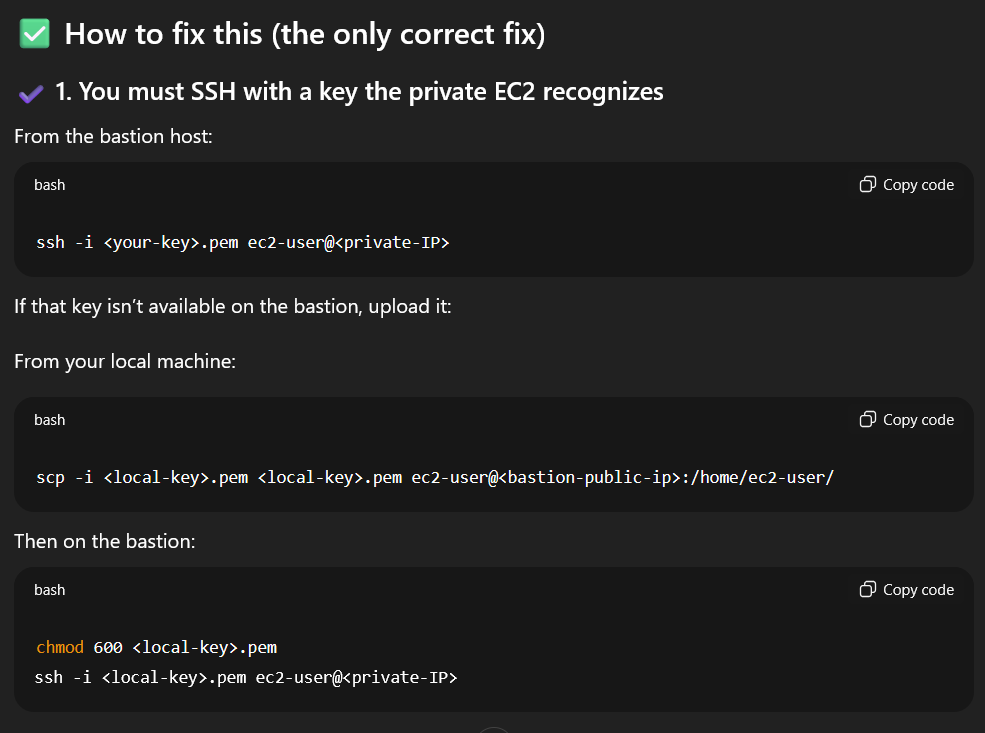 ✅ How to fix this (the only correct fix)
✔ 1. You must SSH with a key the private EC2 recognizes
From the bastion host:
bash
Copy code
ssh -i <your-key>.pem ec2-user@<private-IP>
If that key isn’t available on the bastion, upload it:
From your local machine:
bash
Copy code
scp -i <local-key>.pem <local-key>.pem ec2-user@<bastion-public-ip>:/home/ec2-user/
Then on the bastion:
bash
Copy code
chmod 600 <local-key>.pem
ssh -i <local-key>.pem ec2-user@<private-IP>